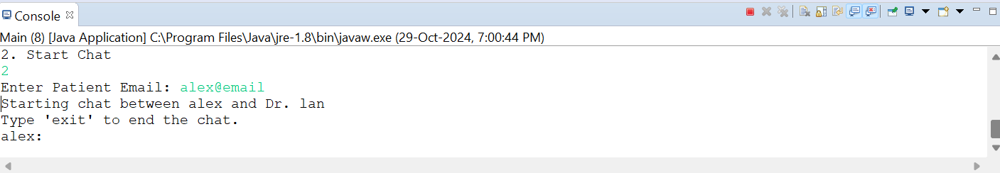 Console
Main (8) [Java Application] C:\Program Files\Java\jre-1.8\bin\javaw.exe (29-Oct-2024, 7:00:44 PM)
2. Start Chat
2
Enter Patient Email: alex@email
Starting chat between alex and Dr. lan
Type 'exit' to end the chat.
alex: